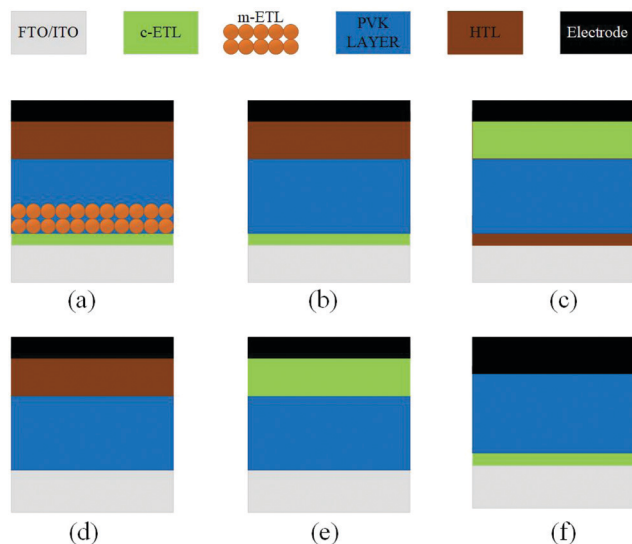 FTO/ITO
c-ETL
m-ETL
PVK
LAYER
HTL
Electrode
(a)
(b)
(c)
(d)
(e)
(f)